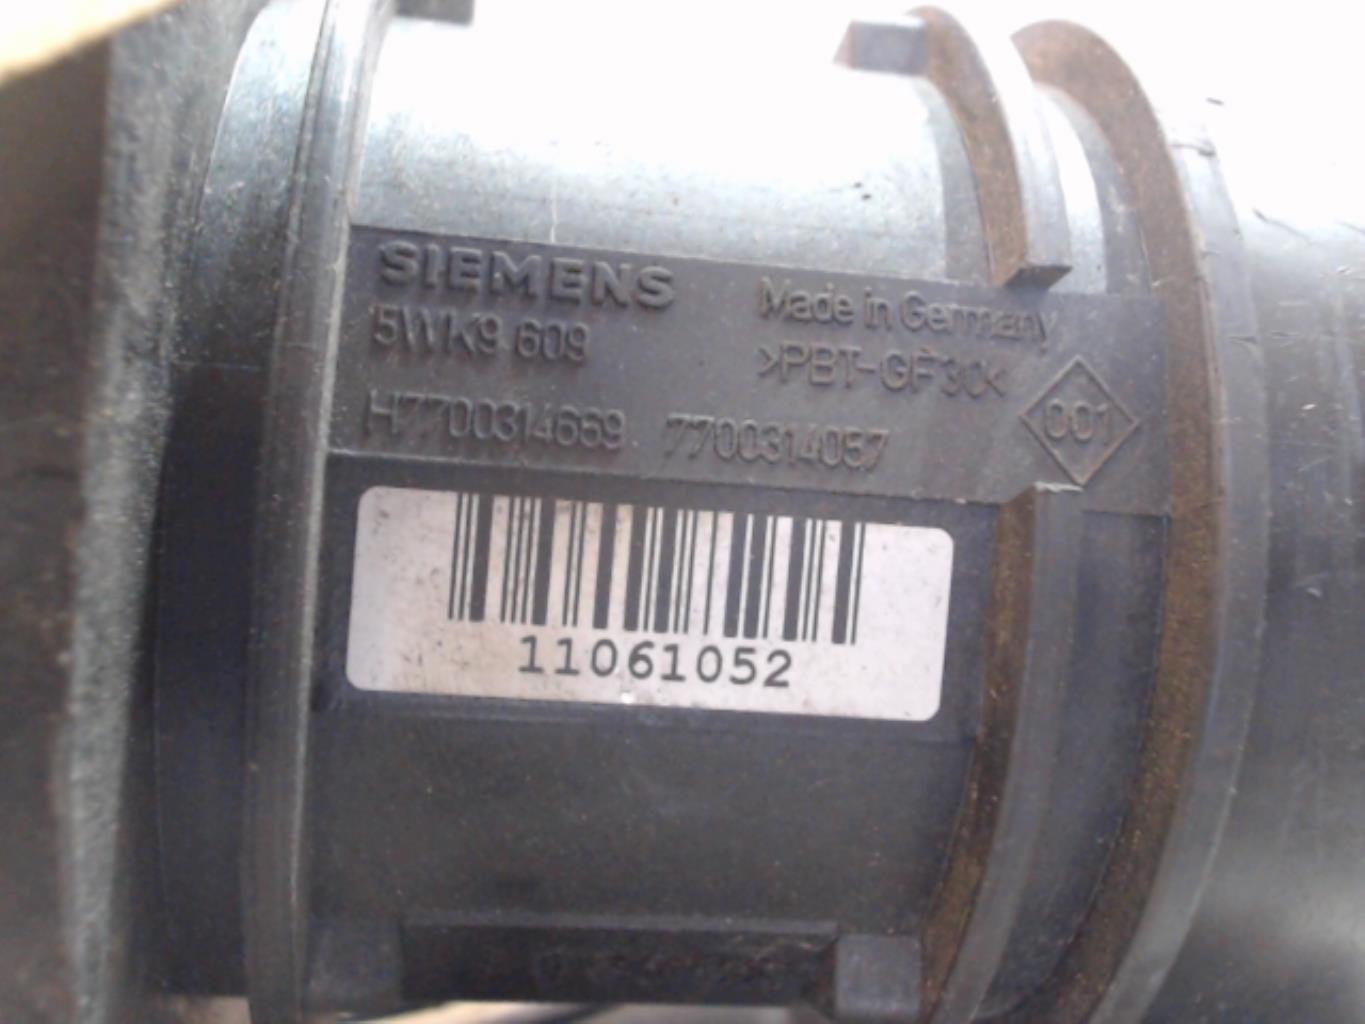 SIEMENS
5WK9 609
Made in Germany
>PBT-GF30<
H7700314669 7700314057
001
11061052